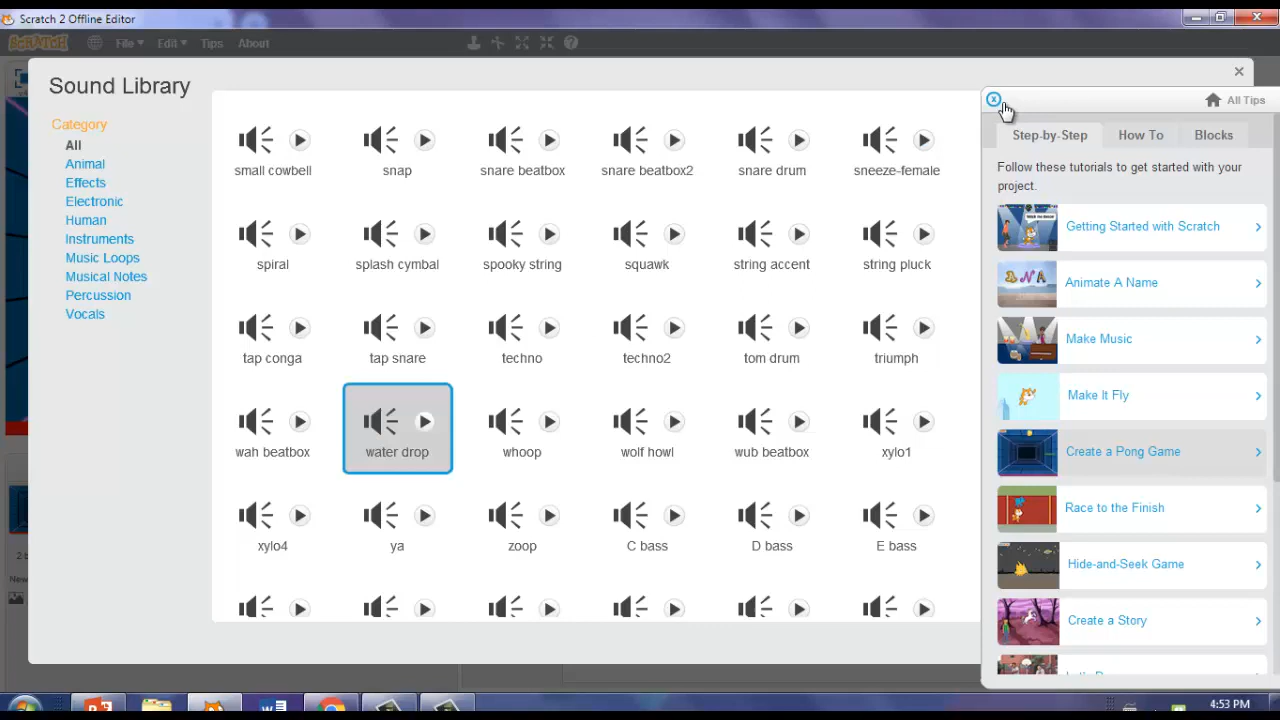 Scratch 2 Offline Editor
SCRATCH File Edit Tips About
Sound Library
Category
All
Animal
Effects
Electronic
Human
Instruments
Music Loops
Musical Notes
Percussion
Vocals
small cowbell snap snare beatbox snare beatbox2 snare drum sneeze-female
spiral splash cymbal spooky string squawk string accent string pluck
tap conga tap snare techno techno2 tom drum triumph
wah beatbox water drop whoop wolf howl wub beatbox xylo1
xylo4 ya zoop C bass D bass E bass
All Tips
Step-by-Step How To Blocks
Follow these tutorials to get started with your
project.
Getting Started with Scratch
Animate A Name
Make Music
Make It Fly
Create a Pong Game
Race to the Finish
Hide-and-Seek Game
Create a Story
New
4:53 PM